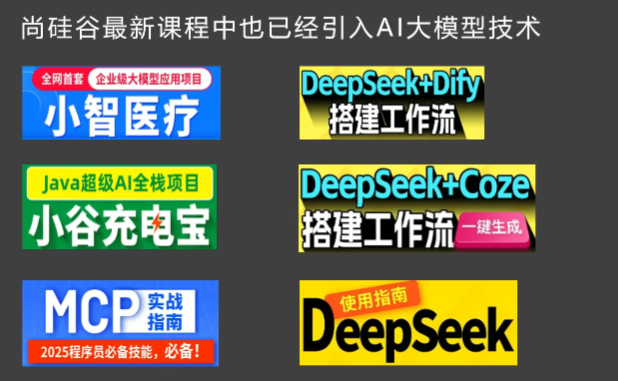 尚硅谷最新课程中也已经引入AI大模型技术
全网首套 企业级大模型应用项目
小智医疗
DeepSeek+Dify
搭建工作流
Java超级AI全栈项目
小谷充电宝
DeepSeek+Coze
搭建工作流 一键生成
MCP 实战
指南
2025程序员必备技能，必备！
使用指南
DeepSeek